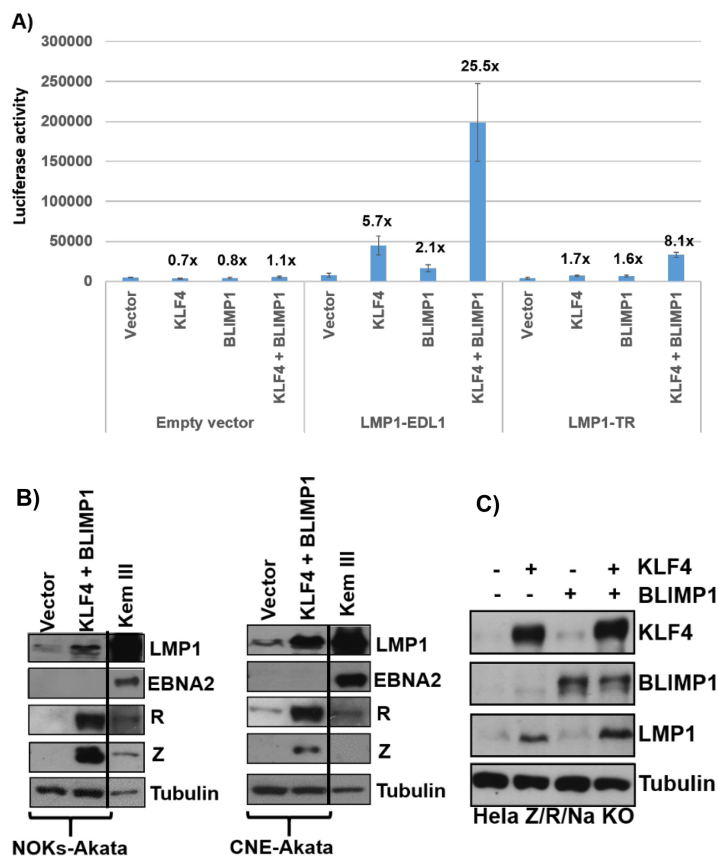 A)
Luciferase activity
300000
250000
200000
150000
100000
50000
0
0.7x
0.8x
1.1x
5.7x
2.1x
25.5x
1.7x
1.6x
8.1x
Vector
KLF4
BLIMP1
KLF4 + BLIMP1
Vector
KLF4
BLIMP1
KLF4 + BLIMP1
Vector
KLF4
BLIMP1
KLF4 + BLIMP1
Empty vector
LMP1-EDL1
LMP1-TR
B)
Vector
KLF4 + BLIMP1
Kem III
LMP1
EBNA2
R
Z
Tubulin
NOKs-Akata
Vector
KLF4 + BLIMP1
Kem III
LMP1
EBNA2
R
Z
Tubulin
CNE-Akata
C)
- + - + KLF4
- - + + BLIMP1
KLF4
BLIMP1
LMP1
Tubulin
Hela Z/R/Na KO